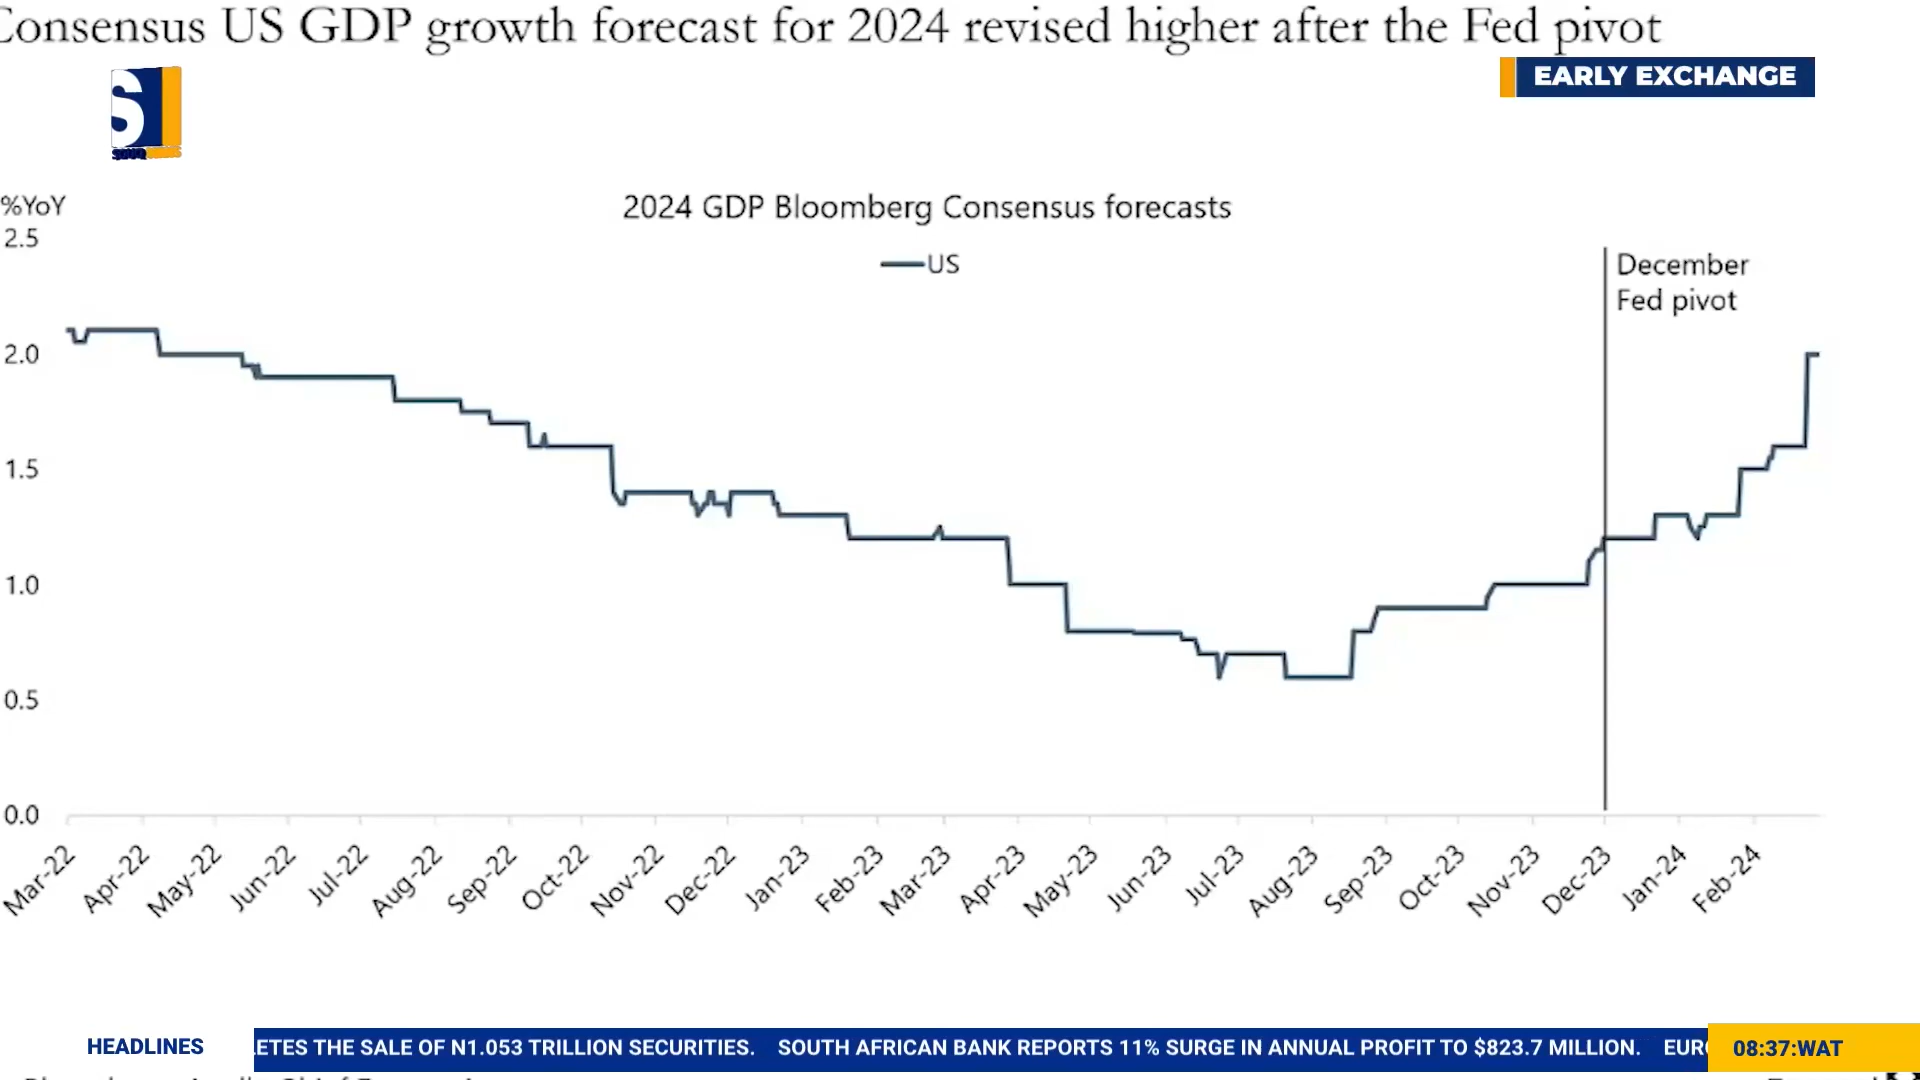 Consensus US GDP growth forecast for 2024 revised higher after the Fed pivot
EARLY EXCHANGE
S
%YoY
2024 GDP Bloomberg Consensus forecasts
US
December
Fed pivot
2.5
2.0
1.5
1.0
0.5
0.0
Mar-22
Apr-22
May-22
Jun-22
Jul-22
Aug-22
Sep-22
Oct-22
Nov-22
Dec-22
Jan-23
Feb-23
Mar-23
Apr-23
May-23
Jun-23
Jul-23
Aug-23
Sep-23
Oct-23
Nov-23
Dec-23
Jan-24
Feb-24
HEADLINES
ETES THE SALE OF N1.053 TRILLION SECURITIES. SOUTH AFRICAN BANK REPORTS 11% SURGE IN ANNUAL PROFIT TO $823.7 MILLION. EURO
08:37:WAT